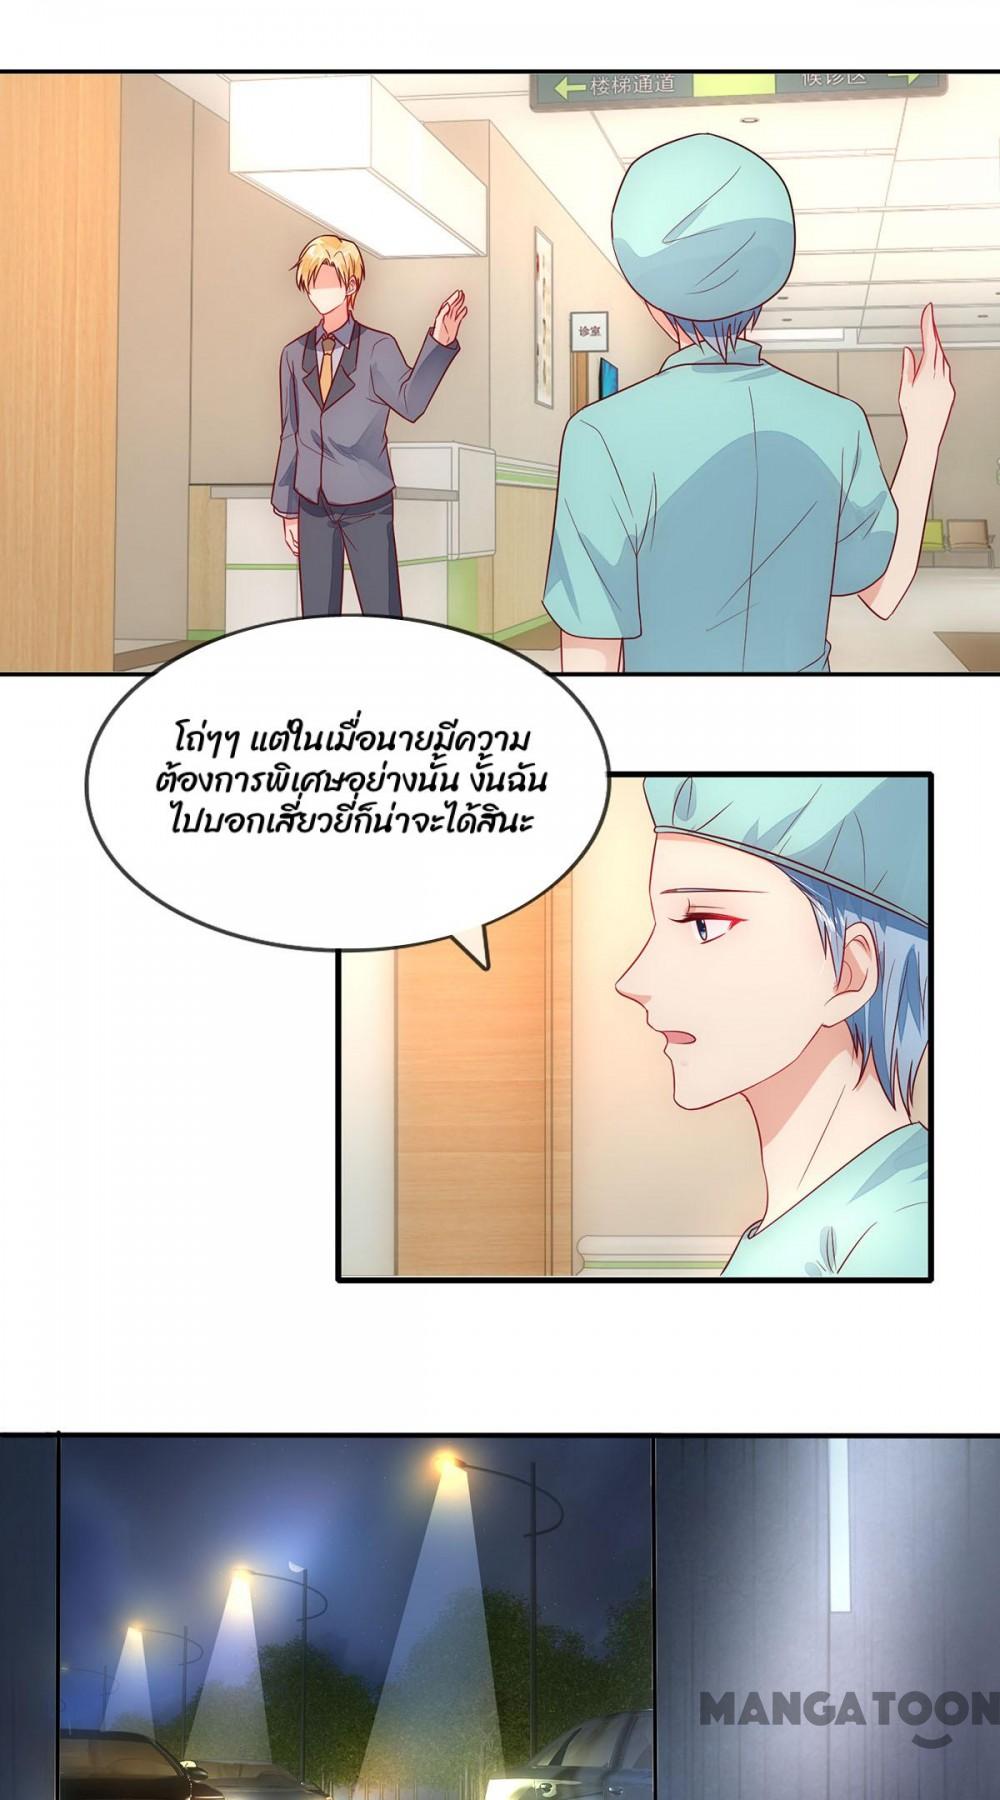 楼梯通道
候诊区
诊室
โถ่ๆๆ แต่ในเมื่อนายมีความ
ต้องการพิเศษอย่างนั้น งั้นฉัน
ไปบอกเสี่ยวยี่ก็น่าจะได้สินะ
MANGATOON